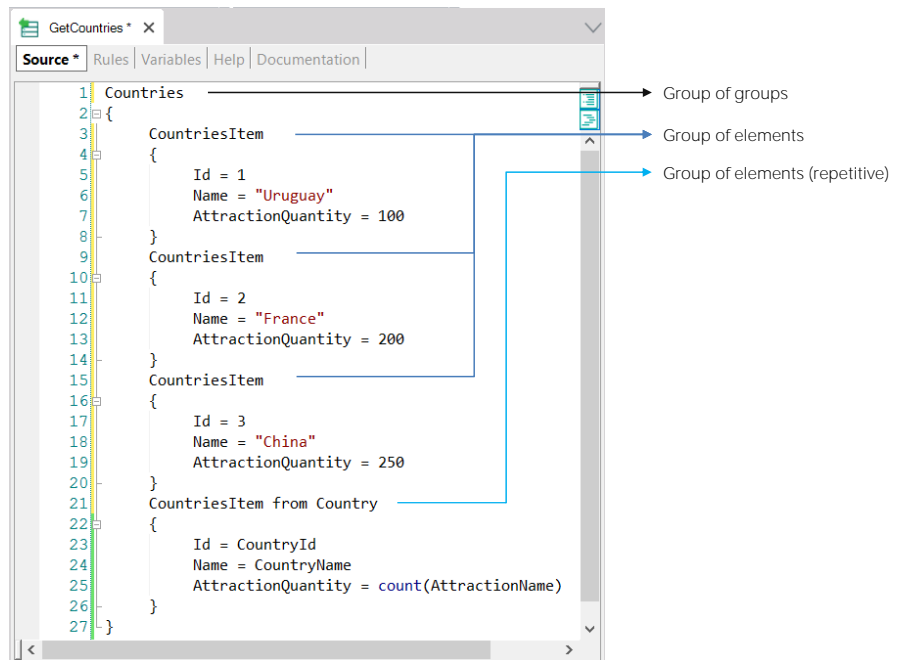 GetCountries *
Source * Rules Variables Help Documentation
1 Countries
Group of groups
2 {
3 CountriesItem
Group of elements
4 {
5 Id = 1
Group of elements (repetitive)
6 Name = "Uruguay"
7 AttractionQuantity = 100
8 }
9 CountriesItem
10 {
11 Id = 2
12 Name = "France"
13 AttractionQuantity = 200
14 }
15 CountriesItem
16 {
17 Id = 3
18 Name = "China"
19 AttractionQuantity = 250
20 }
21 CountriesItem from Country
22 {
23 Id = CountryId
24 Name = CountryName
25 AttractionQuantity = count(AttractionName)
26 }
27 }